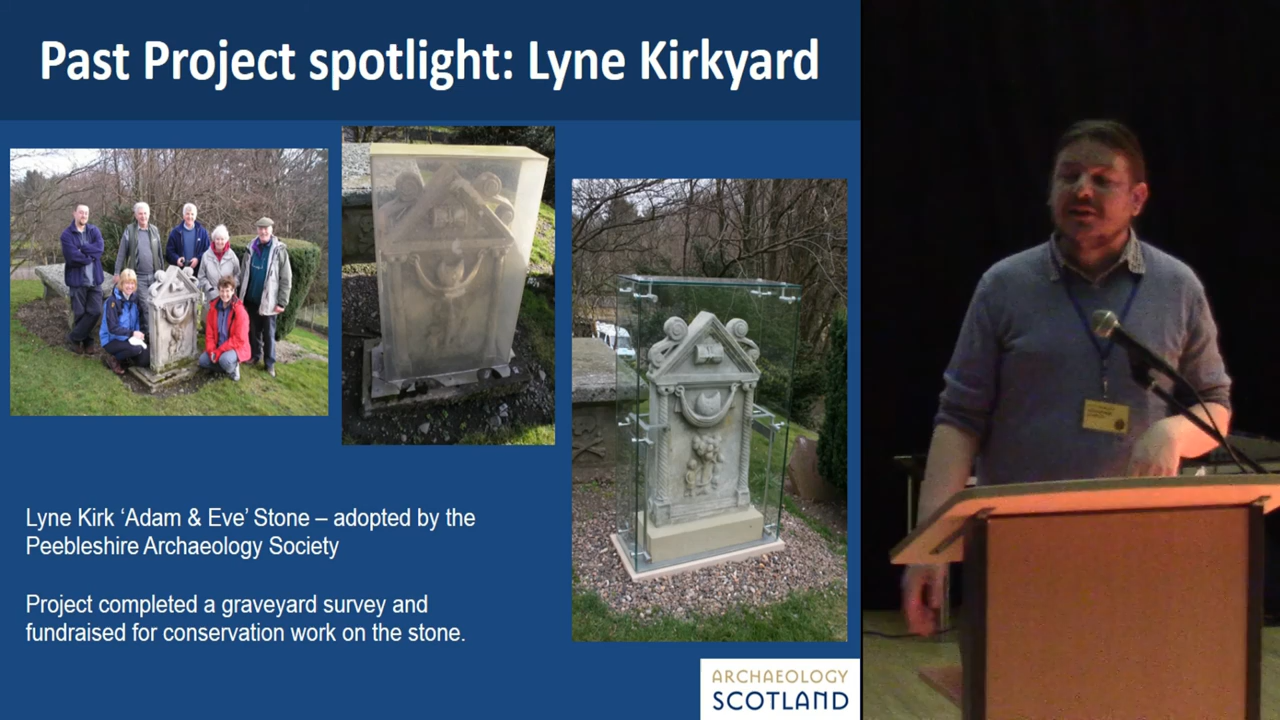 Past Project spotlight: Lyne Kirkyard
Lyne Kirk ‘Adam & Eve’ Stone – adopted by the
Peebleshire Archaeology Society
Project completed a graveyard survey and
fundraised for conservation work on the stone.
ARCHAEOLOGY
SCOTLAND